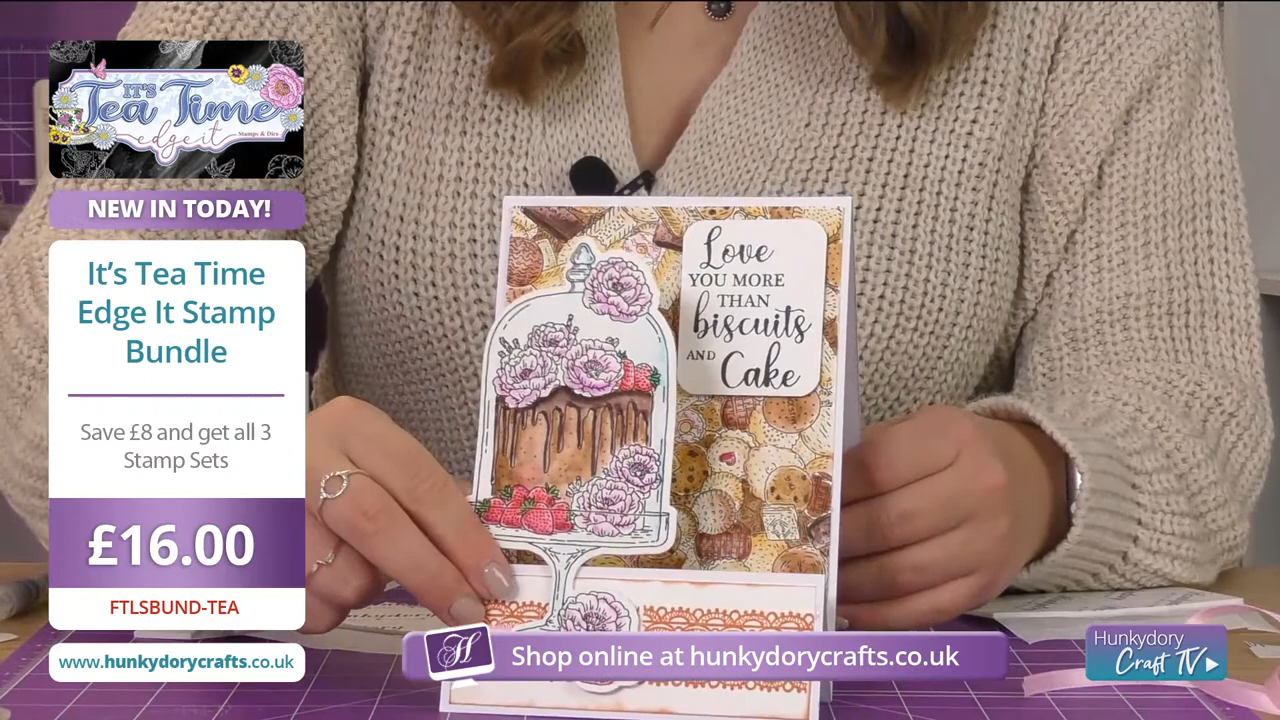 IT'S
Tea Time
edge it
Stamps & Dies
NEW IN TODAY!
It's Tea Time
Edge It Stamp
Bundle
Save £8 and get all 3
Stamp Sets
£16.00
FTLSBUND-TEA
www.hunkydorycrafts.co.uk
Love
YOU MORE
THAN
biscuits
AND Cake
H Shop online at hunkydorycrafts.co.uk
Hunkydory
Craft TV